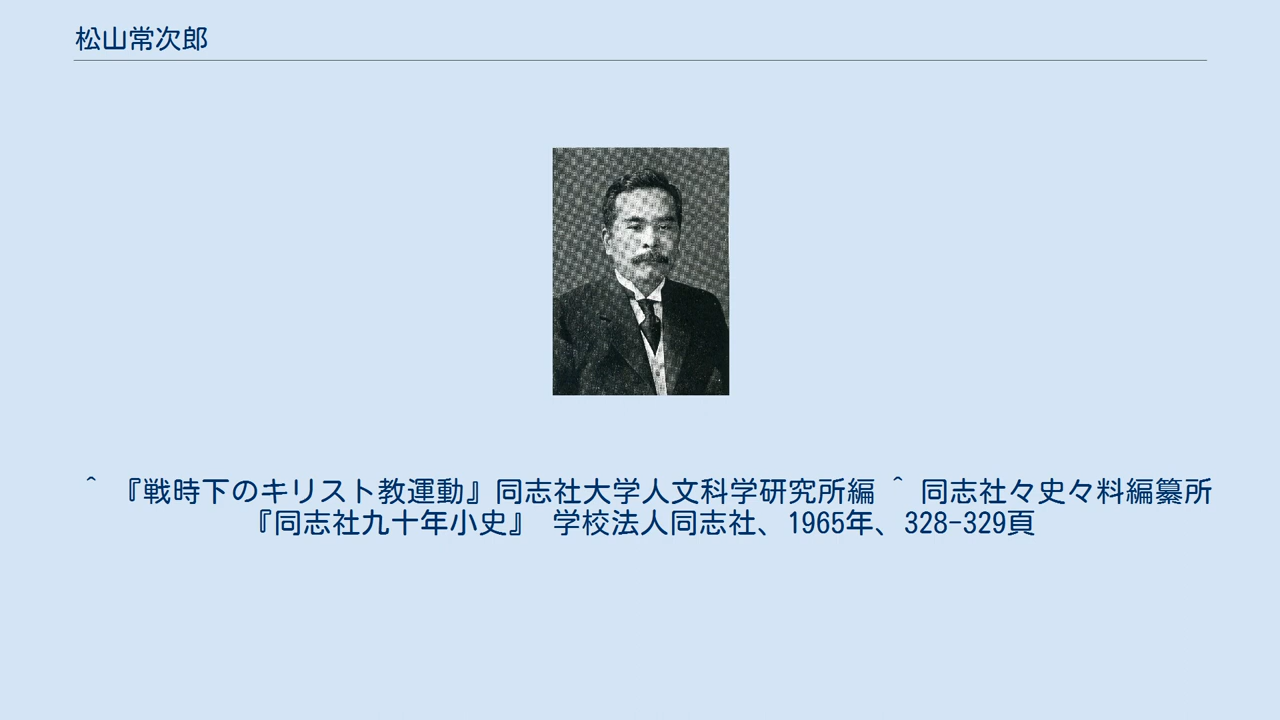 松山常次郎
＾ 『戦時下のキリスト教運動』同志社大学人文科学研究所編 ＾ 同志社々史々料編纂所
『同志社九十年小史』 学校法人同志社、1965年、328-329頁